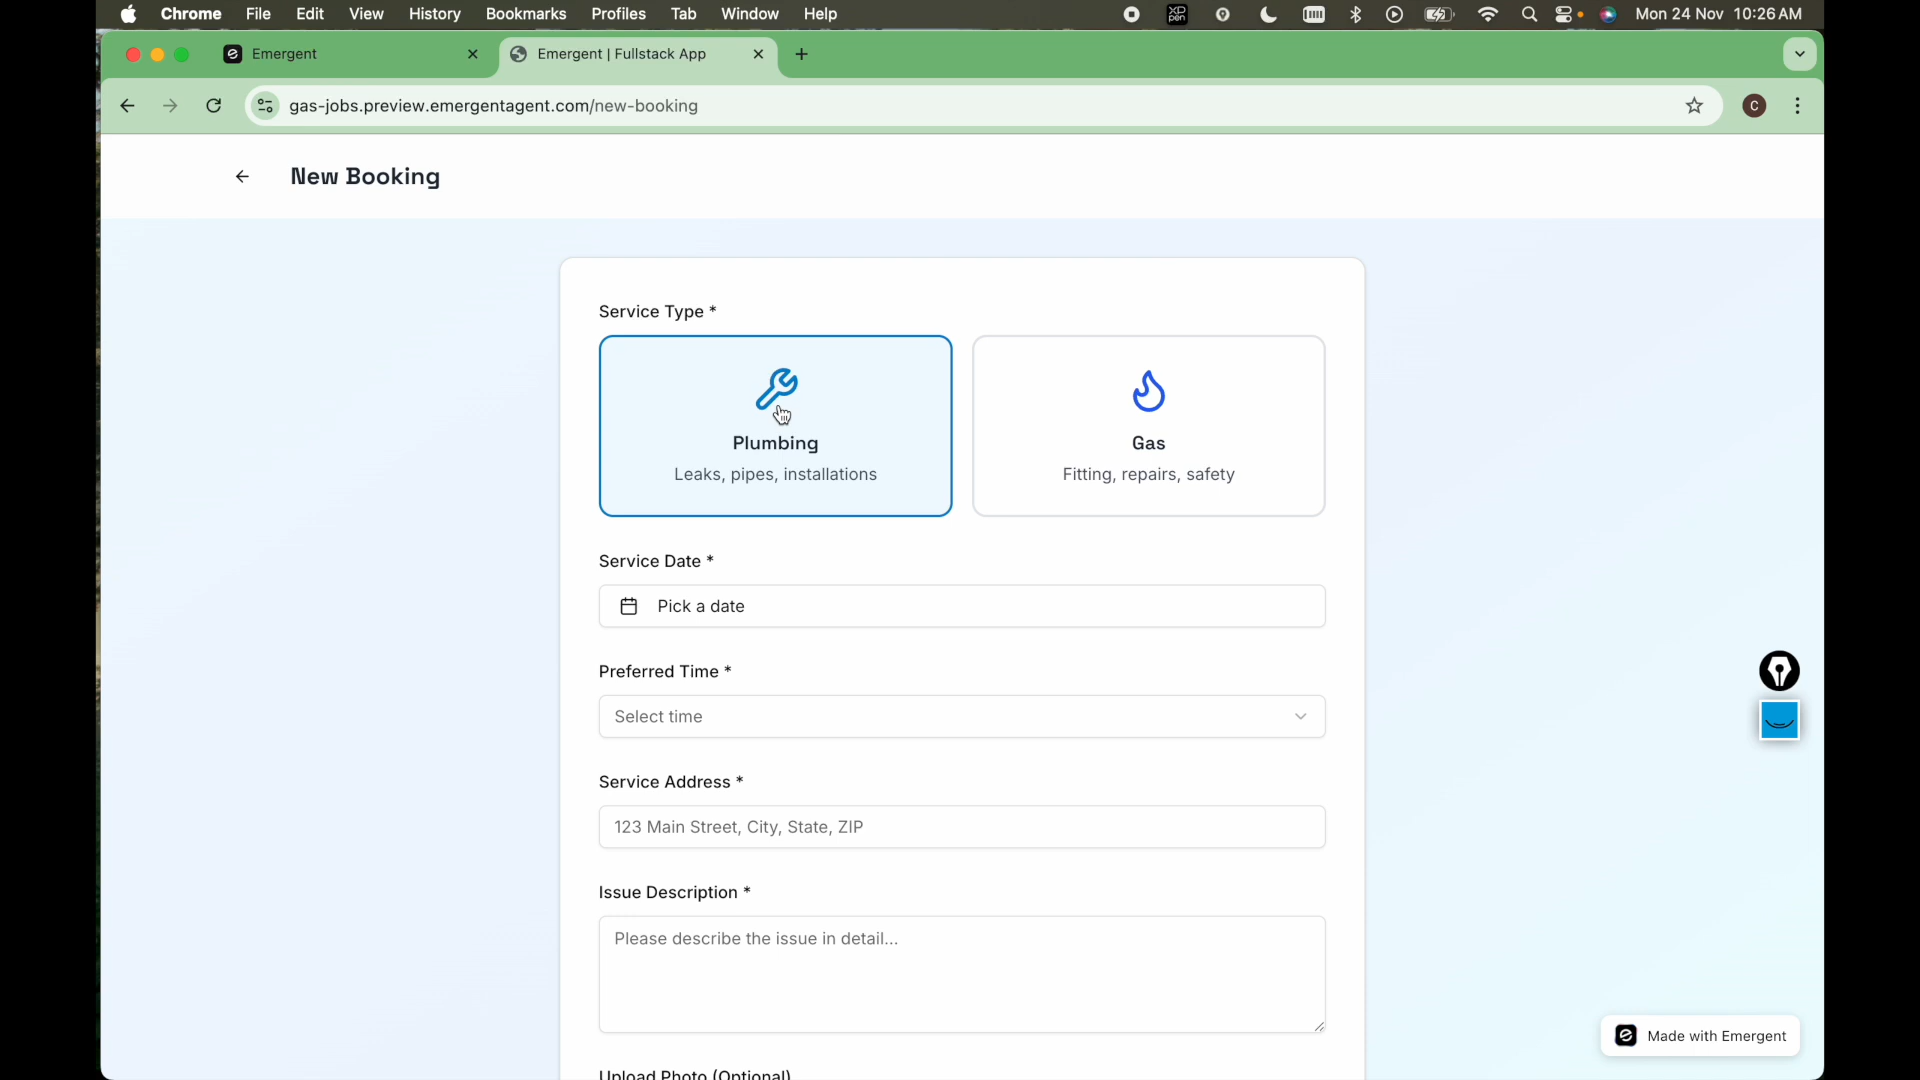 Chrome File Edit View History Bookmarks Profiles Tab Window Help XP pen Mon 24 Nov 10:26 AM
Emergent Emergent | Fullstack App
gas-jobs.preview.emergentagent.com/new-booking C
New Booking
Service Type *
Plumbing
Leaks, pipes, installations
Gas
Fitting, repairs, safety
Service Date *
Pick a date
Preferred Time *
Select time
Service Address *
123 Main Street, City, State, ZIP
Issue Description *
Please describe the issue in detail...
Made with Emergent
Upload Photo (Optional)